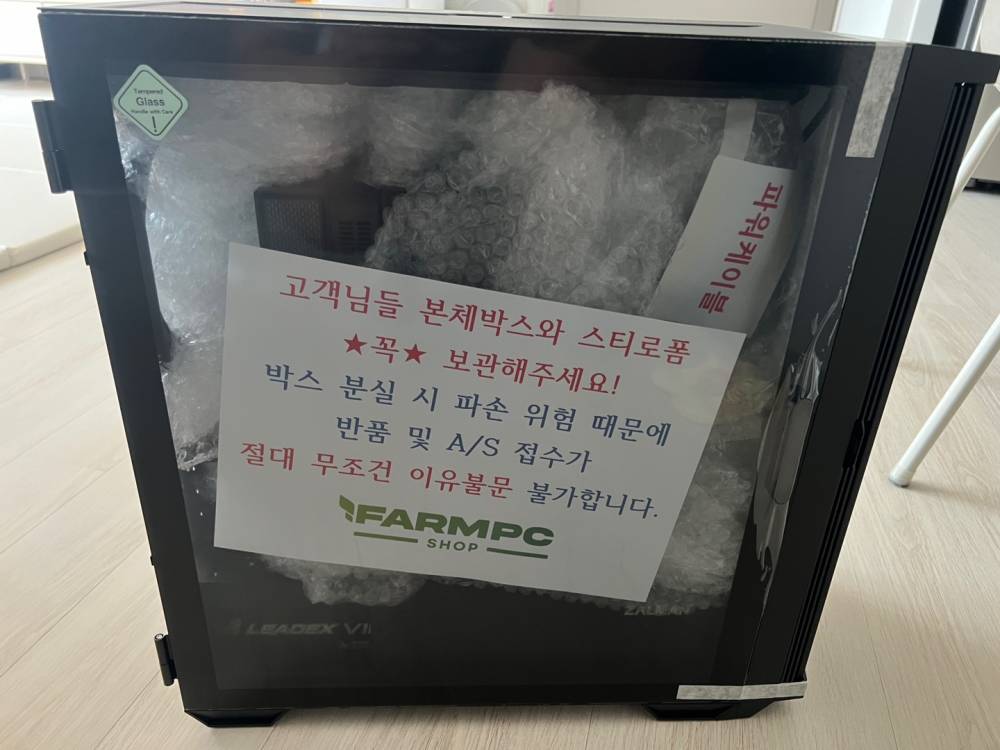 Tempered
Glass
Handle with Care
!
파워케이블
고객님들 본체박스와 스티로폼
★꼭★ 보관해주세요!
박스 분실 시 파손 위험 때문에
반품 및 A/S 접수가
절대 무조건 이유불문 불가합니다.
FARMPC
SHOP
ZALMAN
LEADEX VII